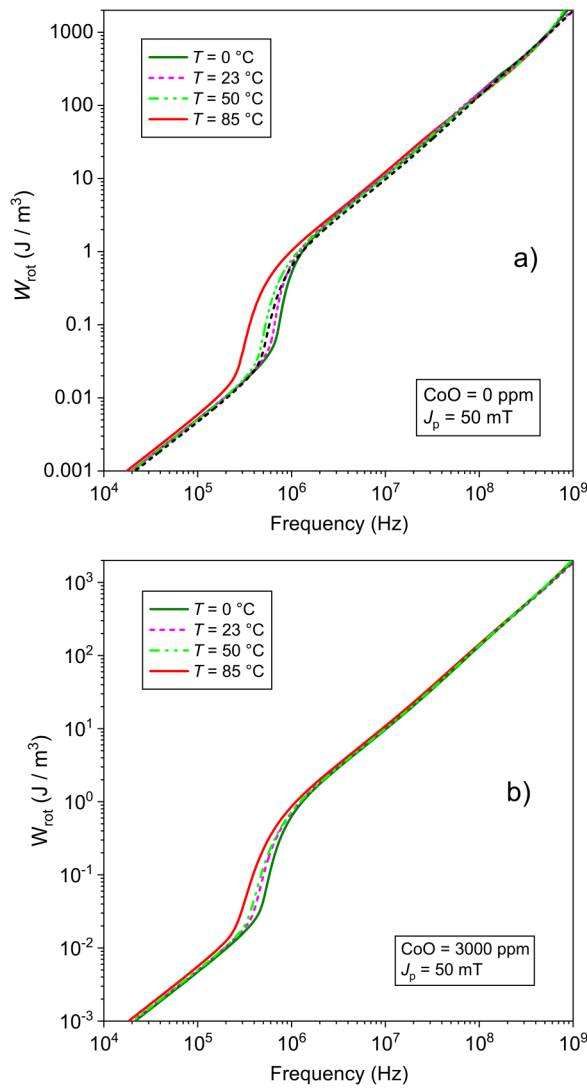 1000
100
10
1
0.1
0.01
0.001
W_rot (J / m³)
T = 0 °C
T = 23 °C
T = 50 °C
T = 85 °C
a)
CoO = 0 ppm
J_p = 50 mT
10⁴ 10⁵ 10⁶ 10⁷ 10⁸ 10⁹
Frequency (Hz)
10³
10²
10¹
10⁰
10⁻¹
10⁻²
10⁻³
W_rot (J / m³)
T = 0 °C
T = 23 °C
T = 50 °C
T = 85 °C
b)
CoO = 3000 ppm
J_p = 50 mT
10⁴ 10⁵ 10⁶ 10⁷ 10⁸ 10⁹
Frequency (Hz)